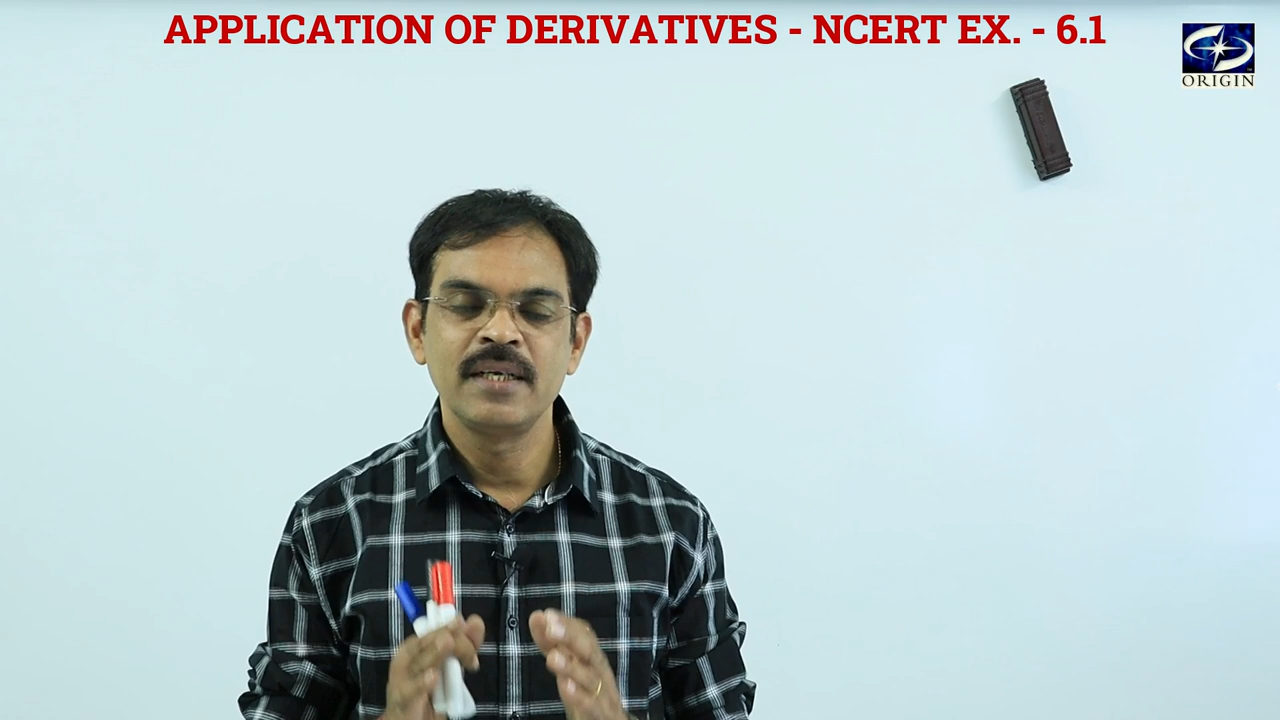 APPLICATION OF DERIVATIVES - NCERT EX. - 6.1
ORIGIN